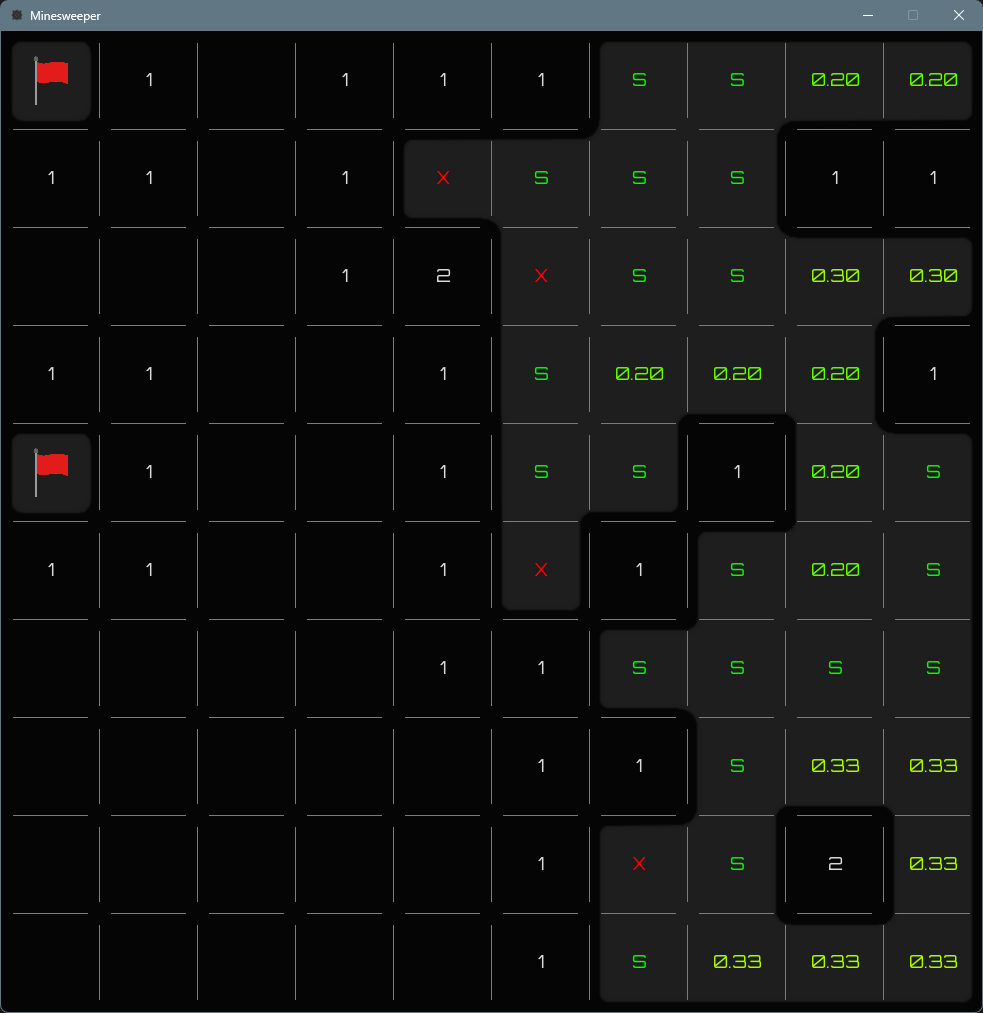 Minesweeper
1 1 1 1 S S 0.20 0.20
1 1 1 X S S S 1 1
1 2 X S S 0.30 0.30
1 1 1 S 0.20 0.20 0.20 1
1 1 S S 1 0.20 S
1 1 1 X 1 S 0.20 S
1 1 S S S S
1 1 S 0.33 0.33
1 X S 2 0.33
1 S 0.33 0.33 0.33